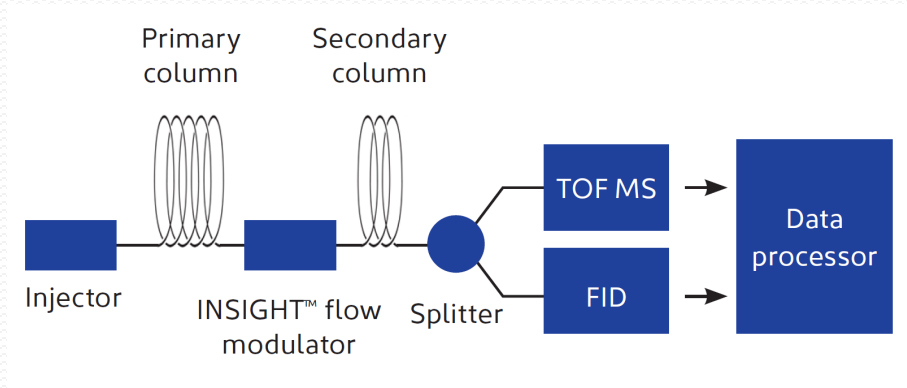 Primary
column
Secondary
column
TOF MS
Data
processor
Injector
INSIGHT™ flow
modulator
Splitter
FID